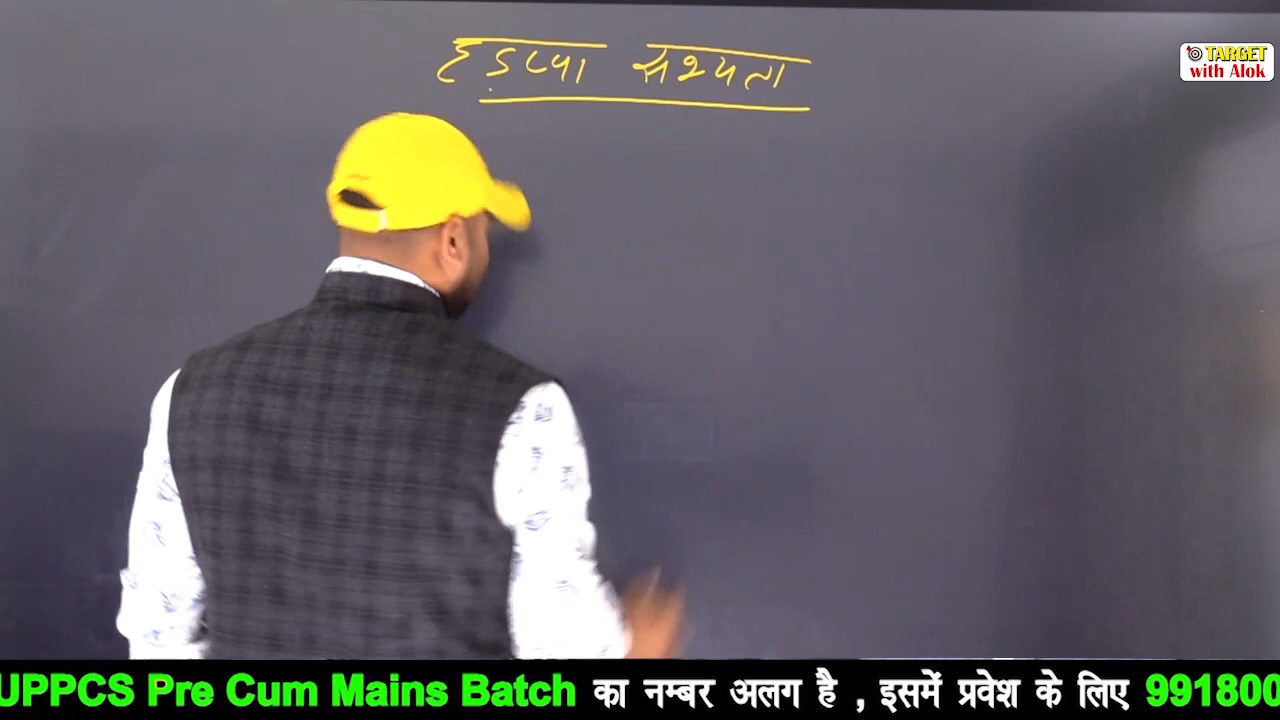 हड़प्पा सभ्यता
TARGET
with Alok
UPPCS Pre Cum Mains Batch का नम्बर अलग है , इसमें प्रवेश के लिए 991800